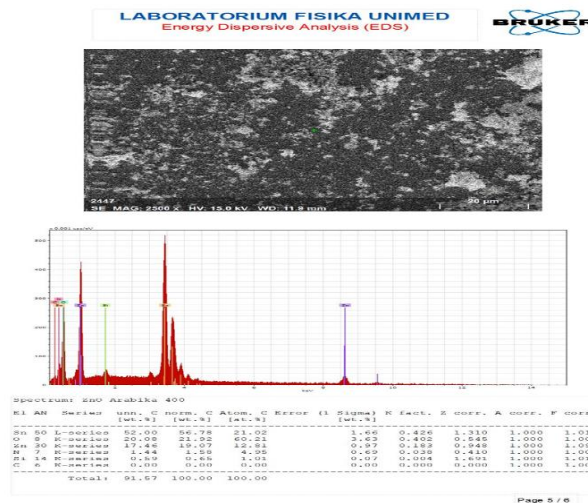 LABORATORIUM FISIKA UNIMED
Energy Dispersive Analysis (EDS)
BRUKER
2447
SE MAG: 2500 x HV: 15.0 kV WD: 11.9 mm
20 µm
Spectrum: ZnO Arabika 400
El AN Series unn. C norm. C Atom. C Error (1 Sigma) K fact. Z corr. A corr. F corr.
[wt.%] [wt.%] [at.%] [wt.%]
Sn 50 L-series 52.00 56.78 21.02 1.66 0.426 1.310 1.000
O 8 K-series 20.08 21.92 60.21 3.63 0.402 0.545 1.000
Zn 30 K-series 17.46 19.07 12.81 0.97 0.183 0.948 1.000
N 7 K-series 1.44 1.58 4.95 0.69 0.038 0.410 1.000
Si 14 K-series 0.59 0.65 1.01 0.07 0.004 1.691 1.000
C 6 K-series 0.00 0.00 0.00 0.00 0.000 0.000 1.000
Total: 91.57 100.00 100.00
Page 5 / 6